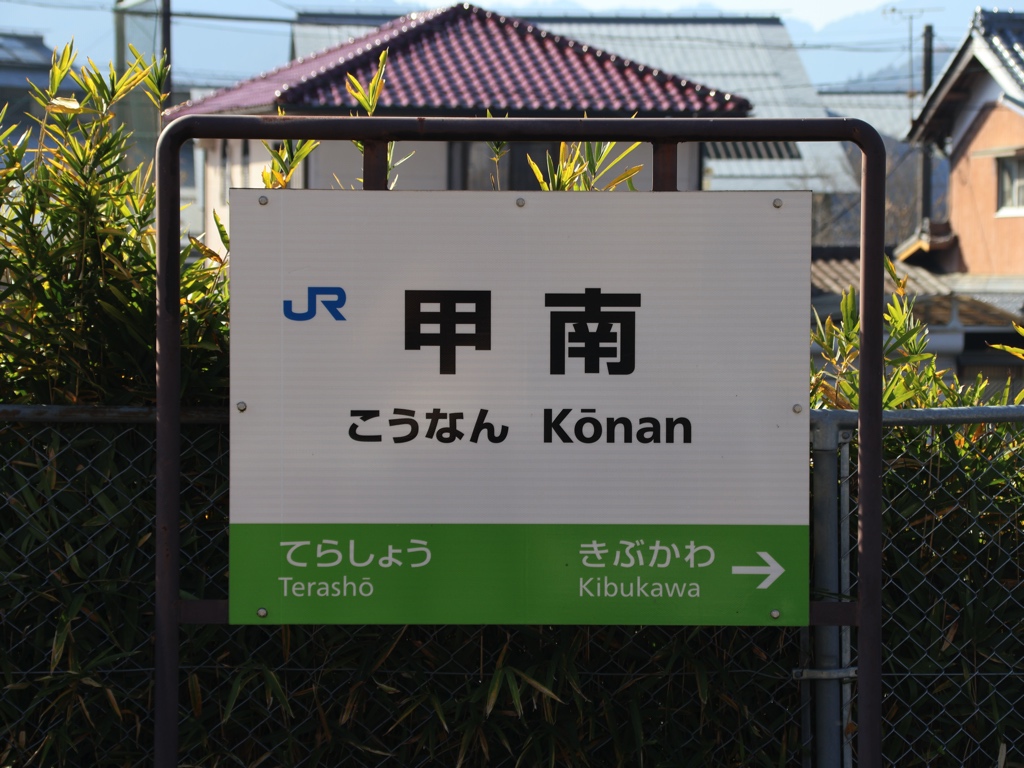 JR 甲南
こうなん Kōnan
てらしょう きぶかわ →
Terashō Kibukawa